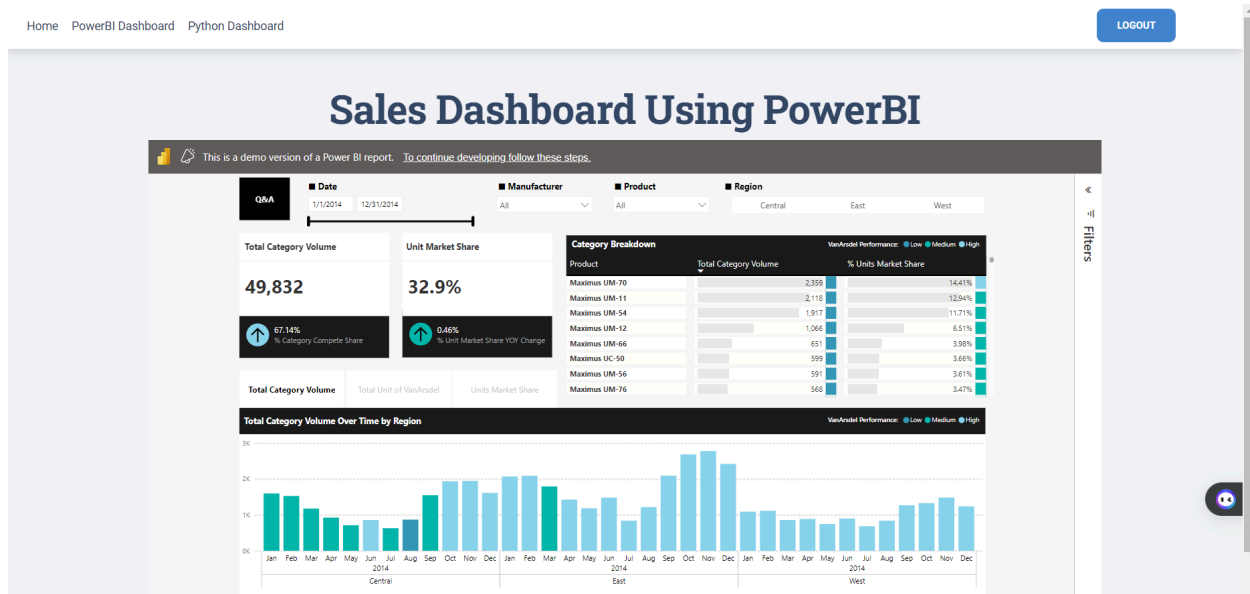 Home PowerBI Dashboard Python Dashboard LOGOUT
Sales Dashboard Using PowerBI
This is a demo version of a Power BI report. To continue developing follow these steps.
Q&A
Date
1/1/2014 12/31/2014
Manufacturer
All
Product
All
Region
Central East West
Filters
Total Category Volume
49,832
67.14%
% Category Compete Share
Unit Market Share
32.9%
0.46%
% Unit Market Share YOY Change
Category Breakdown VanArsdel Performance: Low Medium High
Product Total Category Volume % Units Market Share
Maximus UM-70 2,359 14.41%
Maximus UM-11 2,118 12.94%
Maximus UM-54 1,917 11.71%
Maximus UM-12 1,066 6.51%
Maximus UM-66 651 3.98%
Maximus UC-50 599 3.66%
Maximus UM-56 591 3.61%
Maximus UM-76 568 3.47%
Total Category Volume Total Unit of VanArsdel Units Market Share
Total Category Volume Over Time by Region VanArsdel Performance: Low Medium High
3K
2K
1K
0K
Jan Feb Mar Apr May Jun Jul Aug Sep Oct Nov Dec Jan Feb Mar Apr May Jun Jul Aug Sep Oct Nov Dec Jan Feb Mar Apr May Jun Jul Aug Sep Oct Nov Dec
2014 2014 2014
Central East West